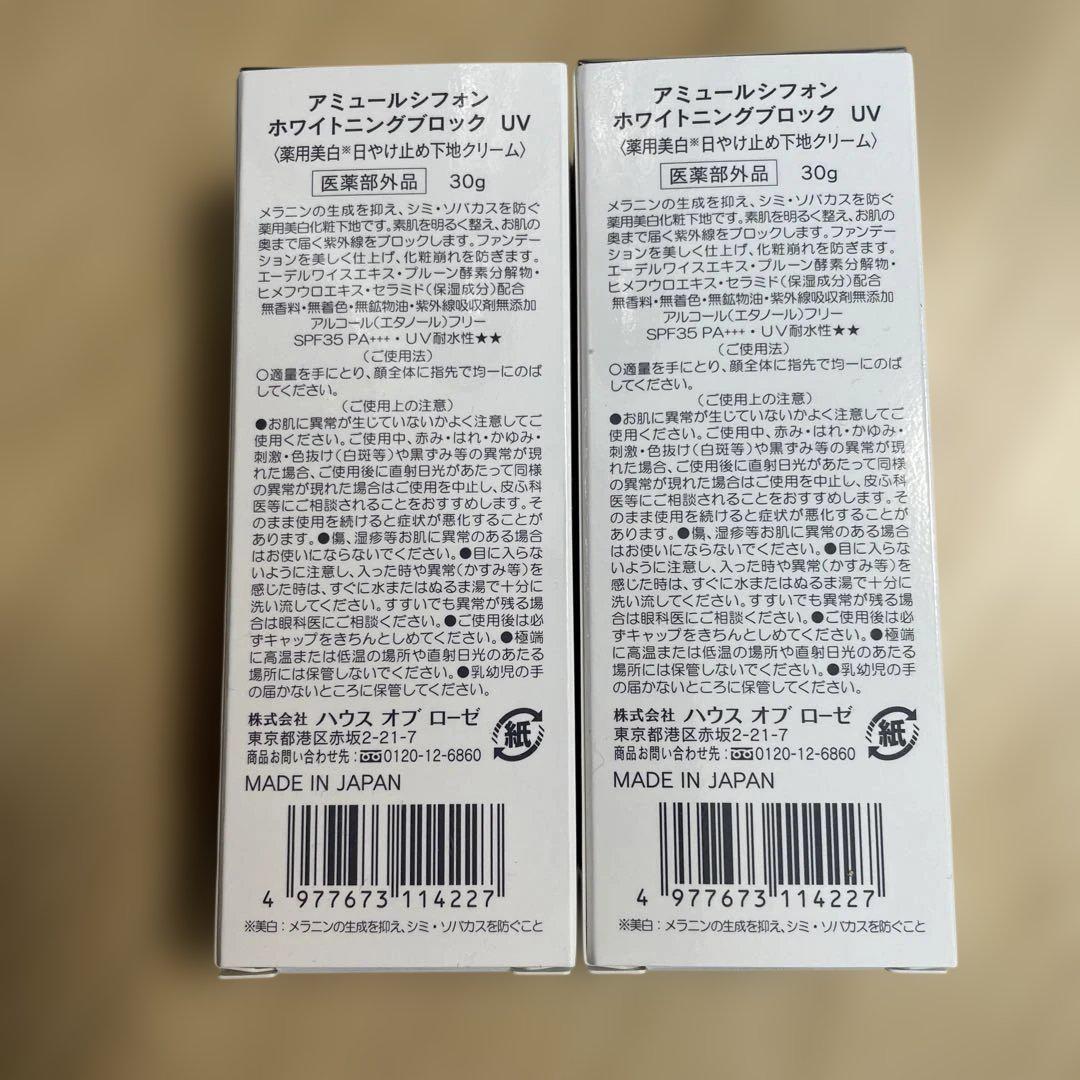 アミュールシフォン
ホワイトニングブロック UV
〈薬用美白※日やけ止め下地クリーム〉
医薬部外品 30g
メラニンの生成を抑え、シミ・ソバカスを防ぐ
薬用美白化粧下地です。素肌を明るく整え、お肌の
奥まで届く紫外線をブロックします。ファンデー
ションを美しく仕上げ、化粧崩れを防ぎます。
エーデルワイスエキス・プルーン酵素分解物・
ヒメフウロエキス・セラミド(保湿成分)配合
無香料・無着色・無鉱物油・紫外線吸収剤無添加
アルコール(エタノール)フリー
SPF35 PA+++・UV耐水性★★
(ご使用法)
○適量を手にとり、顔全体に指先で均一にのば
してください。
(ご使用上の注意)
●お肌に異常が生じていないかよく注意してご
使用ください。ご使用中、赤み・はれ・かゆみ・
刺激・色抜け(白斑等)や黒ずみ等の異常が現
れた場合、ご使用後に直射日光があたって同様
の異常が現れた場合はご使用を中止し、皮ふ科
医等にご相談されることをおすすめします。そ
のまま使用を続けると症状が悪化することが
あります。●傷、湿疹等お肌に異常のある場合
はお使いにならないでください。●目に入らな
いように注意し、入った時や異常(かすみ等)を
感じた時は、すぐに水またはぬるま湯で十分に
洗い流してください。すすいでも異常が残る場合
は眼科医にご相談ください。●ご使用後は必
ずキャップをきちんとしめてください。●極端
に高温または低温の場所や直射日光のあたる
場所には保管しないでください。●乳幼児の手
の届かないところに保管してください。
株式会社 ハウス オブ ローゼ
東京都港区赤坂2-21-7
商品お問い合わせ先：0120-12-6860
紙
MADE IN JAPAN
4 977673 114227
※美白：メラニンの生成を抑え、シミ・ソバカスを防ぐこと
アミュールシフォン
ホワイトニングブロック UV
〈薬用美白※日やけ止め下地クリーム〉
医薬部外品 30g
メラニンの生成を抑え、シミ・ソバカスを防ぐ
薬用美白化粧下地です。素肌を明るく整え、お肌の
奥まで届く紫外線をブロックします。ファンデー
ションを美しく仕上げ、化粧崩れを防ぎます。
エーデルワイスエキス・プルーン酵素分解物・
ヒメフウロエキス・セラミド(保湿成分)配合
無香料・無着色・無鉱物油・紫外線吸収剤無添加
アルコール(エタノール)フリー
SPF35 PA+++・UV耐水性★★
(ご使用法)
○適量を手にとり、顔全体に指先で均一にのば
してください。
(ご使用上の注意)
●お肌に異常が生じていないかよく注意してご
使用ください。ご使用中、赤み・はれ・かゆみ・
刺激・色抜け(白斑等)や黒ずみ等の異常が現
れた場合、ご使用後に直射日光があたって同様
の異常が現れた場合はご使用を中止し、皮ふ科
医等にご相談されることをおすすめします。そ
のまま使用を続けると症状が悪化することが
あります。●傷、湿疹等お肌に異常のある場合
はお使いにならないでください。●目に入らな
いように注意し、入った時や異常(かすみ等)を
感じた時は、すぐに水またはぬるま湯で十分に
洗い流してください。すすいでも異常が残る場合
は眼科医にご相談ください。●ご使用後は必
ずキャップをきちんとしめてください。●極端
に高温または低温の場所や直射日光のあたる
場所には保管しないでください。●乳幼児の手
の届かないところに保管してください。
株式会社 ハウス オブ ローゼ
東京都港区赤坂2-21-7
商品お問い合わせ先：0120-12-6860
紙
MADE IN JAPAN
4 977673 114227
※美白：メラニンの生成を抑え、シミ・ソバカスを防ぐこと